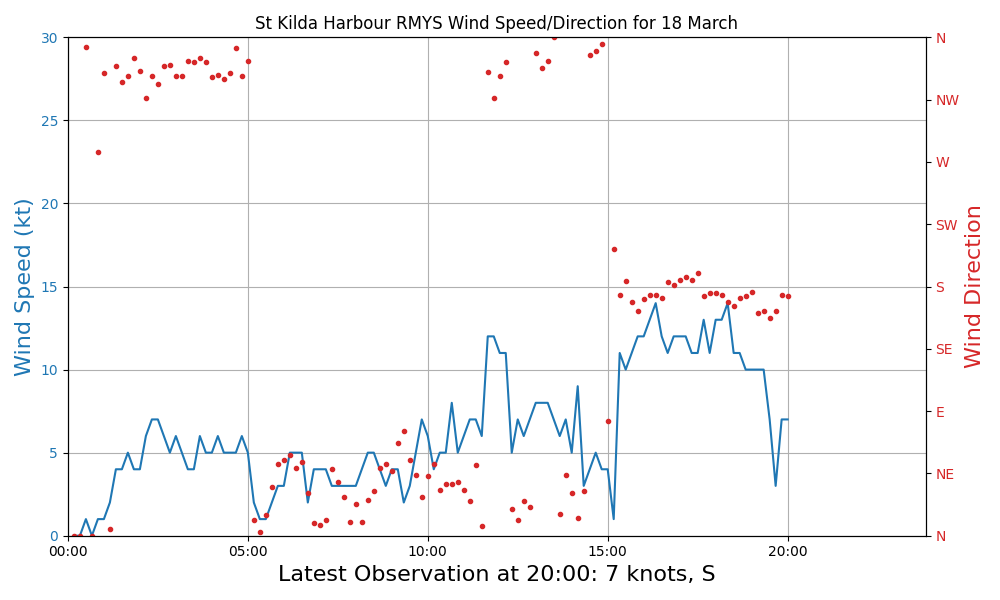 St Kilda Harbour RMYS Wind Speed/Direction for 18 March
30
25
20
15
10
5
0
Wind Speed (kt)
00:00
05:00
10:00
15:00
20:00
N
NW
W
SW
S
SE
E
NE
N
Wind Direction
Latest Observation at 20:00: 7 knots, S